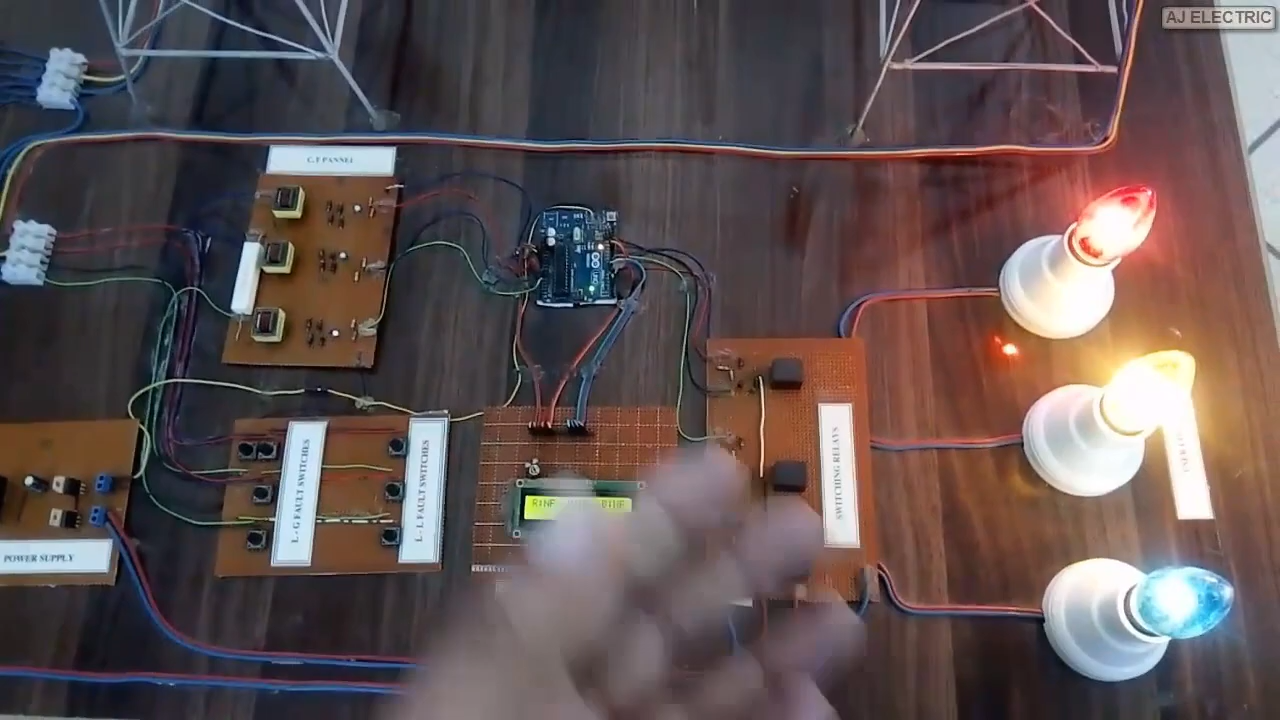 AJ ELECTRIC
C.T PANNEL
L - G FAULT SWITCHES
L - L FAULT SWITCHES
SWITCHING RELAYS
POWER SUPPLY